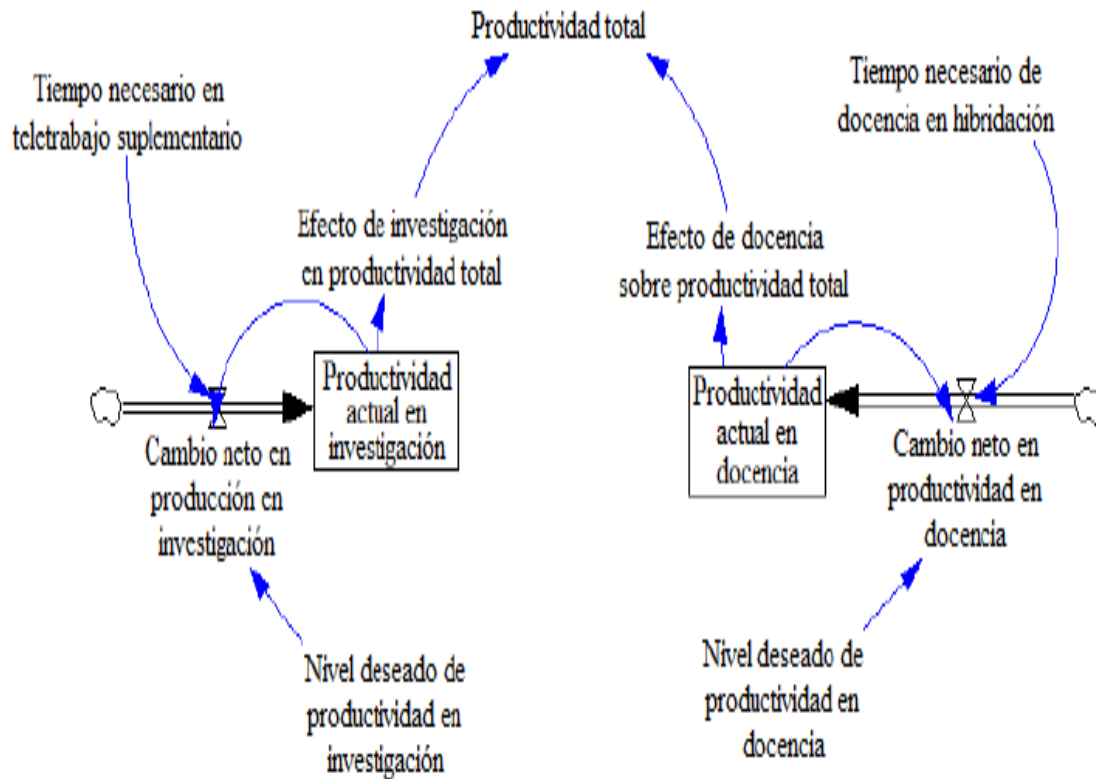 Productividad total
Tiempo necesario en
teletrabajo suplementario
Tiempo necesario de
docencia en hibridación
Efecto de investigación
en productividad total
Efecto de docencia
sobre productividad total
Productividad
actual en
investigación
Productividad
actual en
docencia
Cambio neto en
producción en
investigación
Cambio neto en
productividad en
docencia
Nivel deseado de
productividad en
investigación
Nivel deseado de
productividad en
docencia